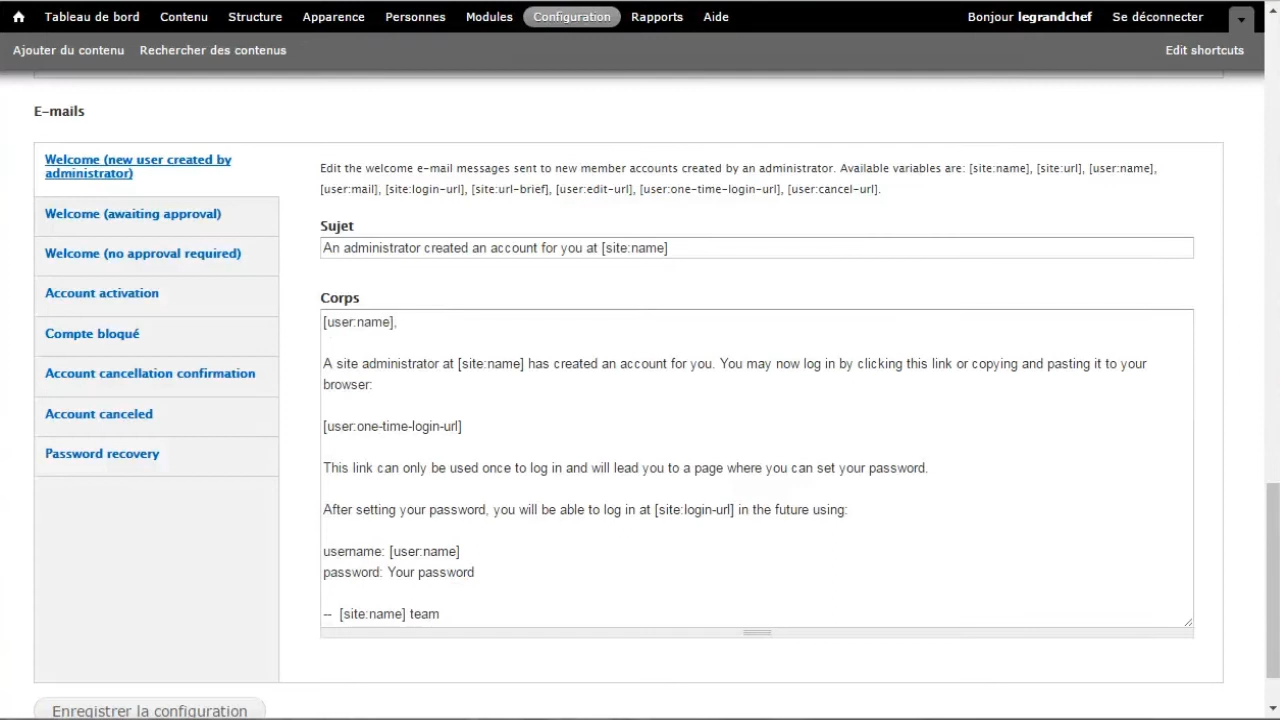 Tableau de bord Contenu Structure Apparence Personnes Modules Configuration Rapports Aide Bonjour legrandchef Se déconnecter
Ajouter du contenu Rechercher des contenus Edit shortcuts
E-mails
Welcome (new user created by
administrator)
Welcome (awaiting approval)
Welcome (no approval required)
Account activation
Compte bloqué
Account cancellation confirmation
Account canceled
Password recovery
Edit the welcome e-mail messages sent to new member accounts created by an administrator. Available variables are: [site:name], [site:url], [user:name],
[user:mail], [site:login-url], [site:url-brief], [user:edit-url], [user:one-time-login-url], [user:cancel-url].
Sujet
An administrator created an account for you at [site:name]
Corps
[user:name],
A site administrator at [site:name] has created an account for you. You may now log in by clicking this link or copying and pasting it to your
browser:
[user:one-time-login-url]
This link can only be used once to log in and will lead you to a page where you can set your password.
After setting your password, you will be able to log in at [site:login-url] in the future using:
username: [user:name]
password: Your password
-- [site:name] team
Enregistrer la configuration